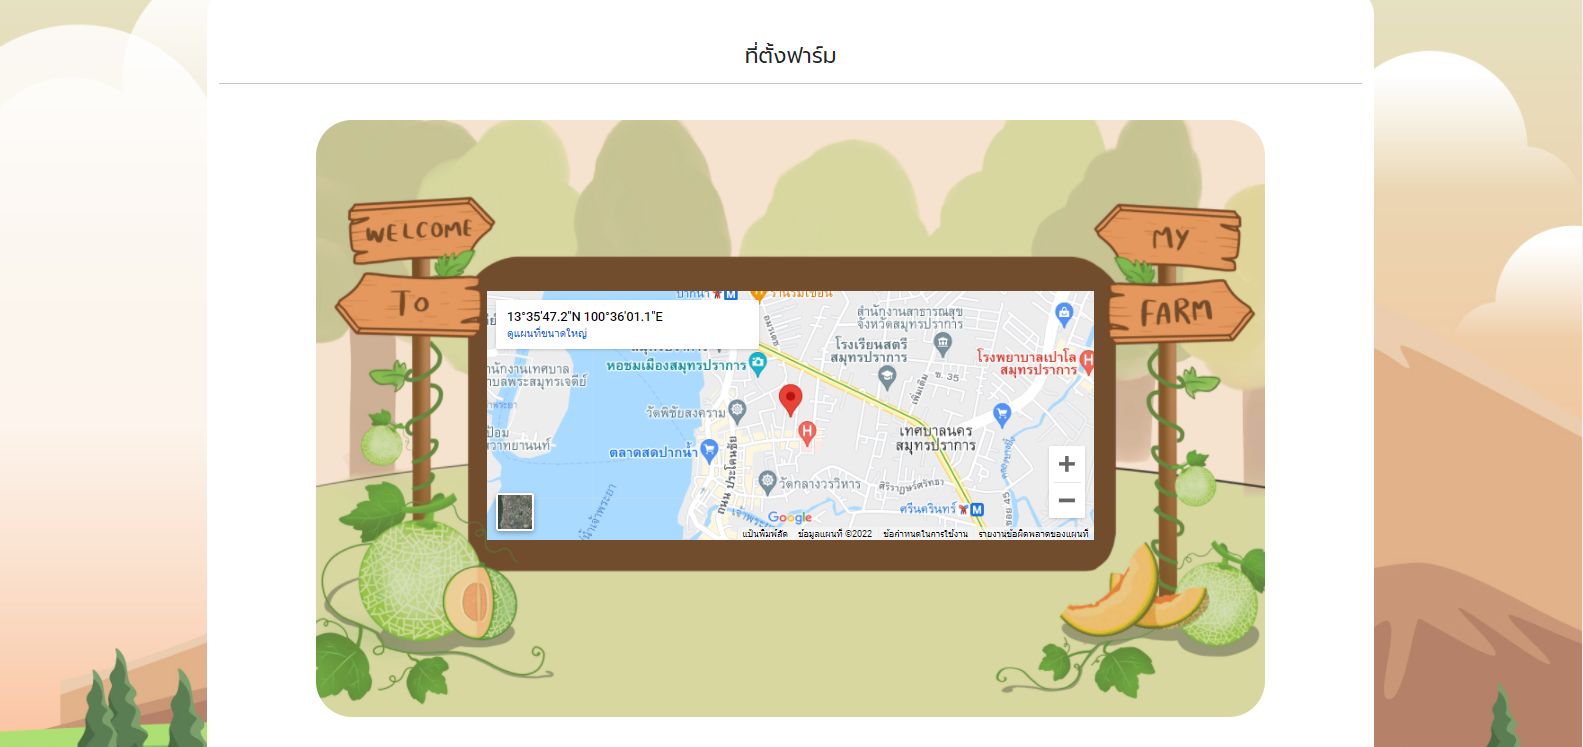 ที่ตั้งฟาร์ม
WELCOME
TO
MY
FARM
ปากน้ำ
13°35'47.2"N 100°36'01.1"E
ดูแผนที่ขนาดใหญ่
สำนักงานสาธารณสุข
จังหวัดสมุทรปราการ
โรงเรียนสตรี
สมุทรปราการ
โรงพยาบาลเปาโล
สมุทรปราการ
หอชมเมืองสมุทรปราการ
ซ. 35
เพิ่มเติม
วัดพิชัยสงคราม
เทศบาลนคร
สมุทรปราการ
ตลาดสดปากน้ำ
ถนน ประโคนชัย
วัดกลางวรวิหาร
สิริราษฎร์ศรัทธา
ศรีนครินทร์
ซอย 45
Google
แป้นพิมพ์ลัด
ข้อมูลแผนที่ ©2022
ข้อกำหนดในการใช้งาน
รายงานข้อผิดพลาดของแผนที่